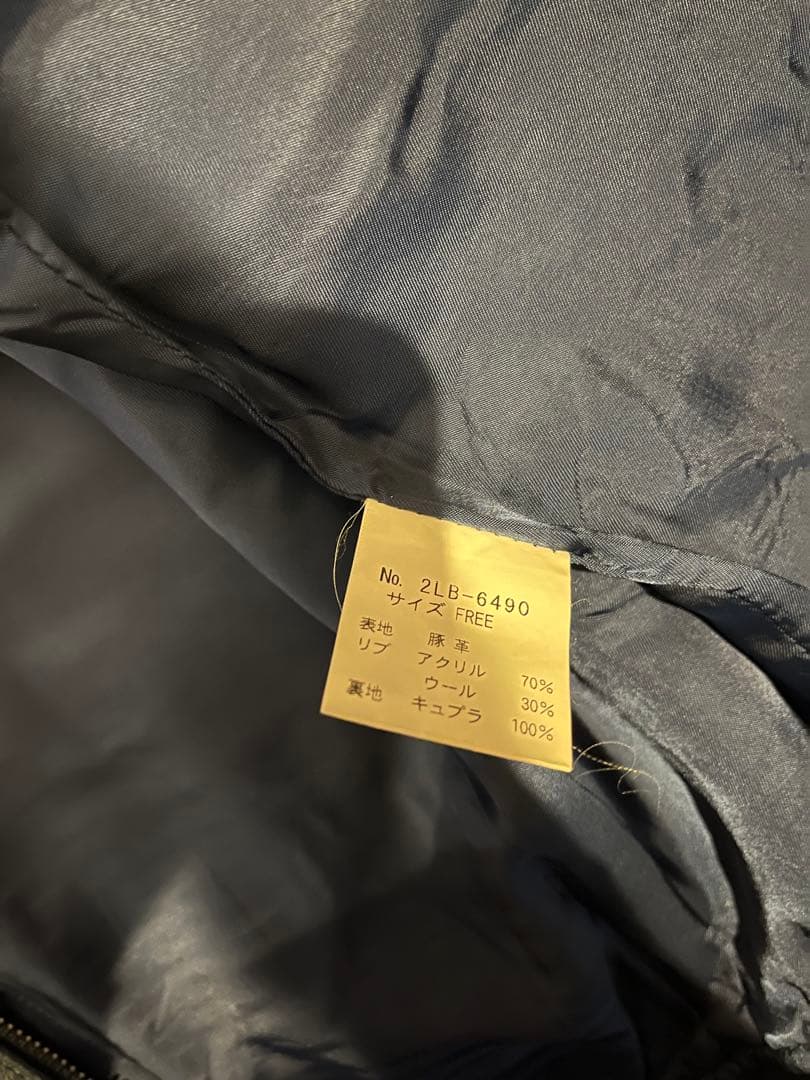 No. 2LB-6490
サイズ FREE
表地 豚革
リブ アクリル 70%
ウール 30%
裏地 キュプラ 100%